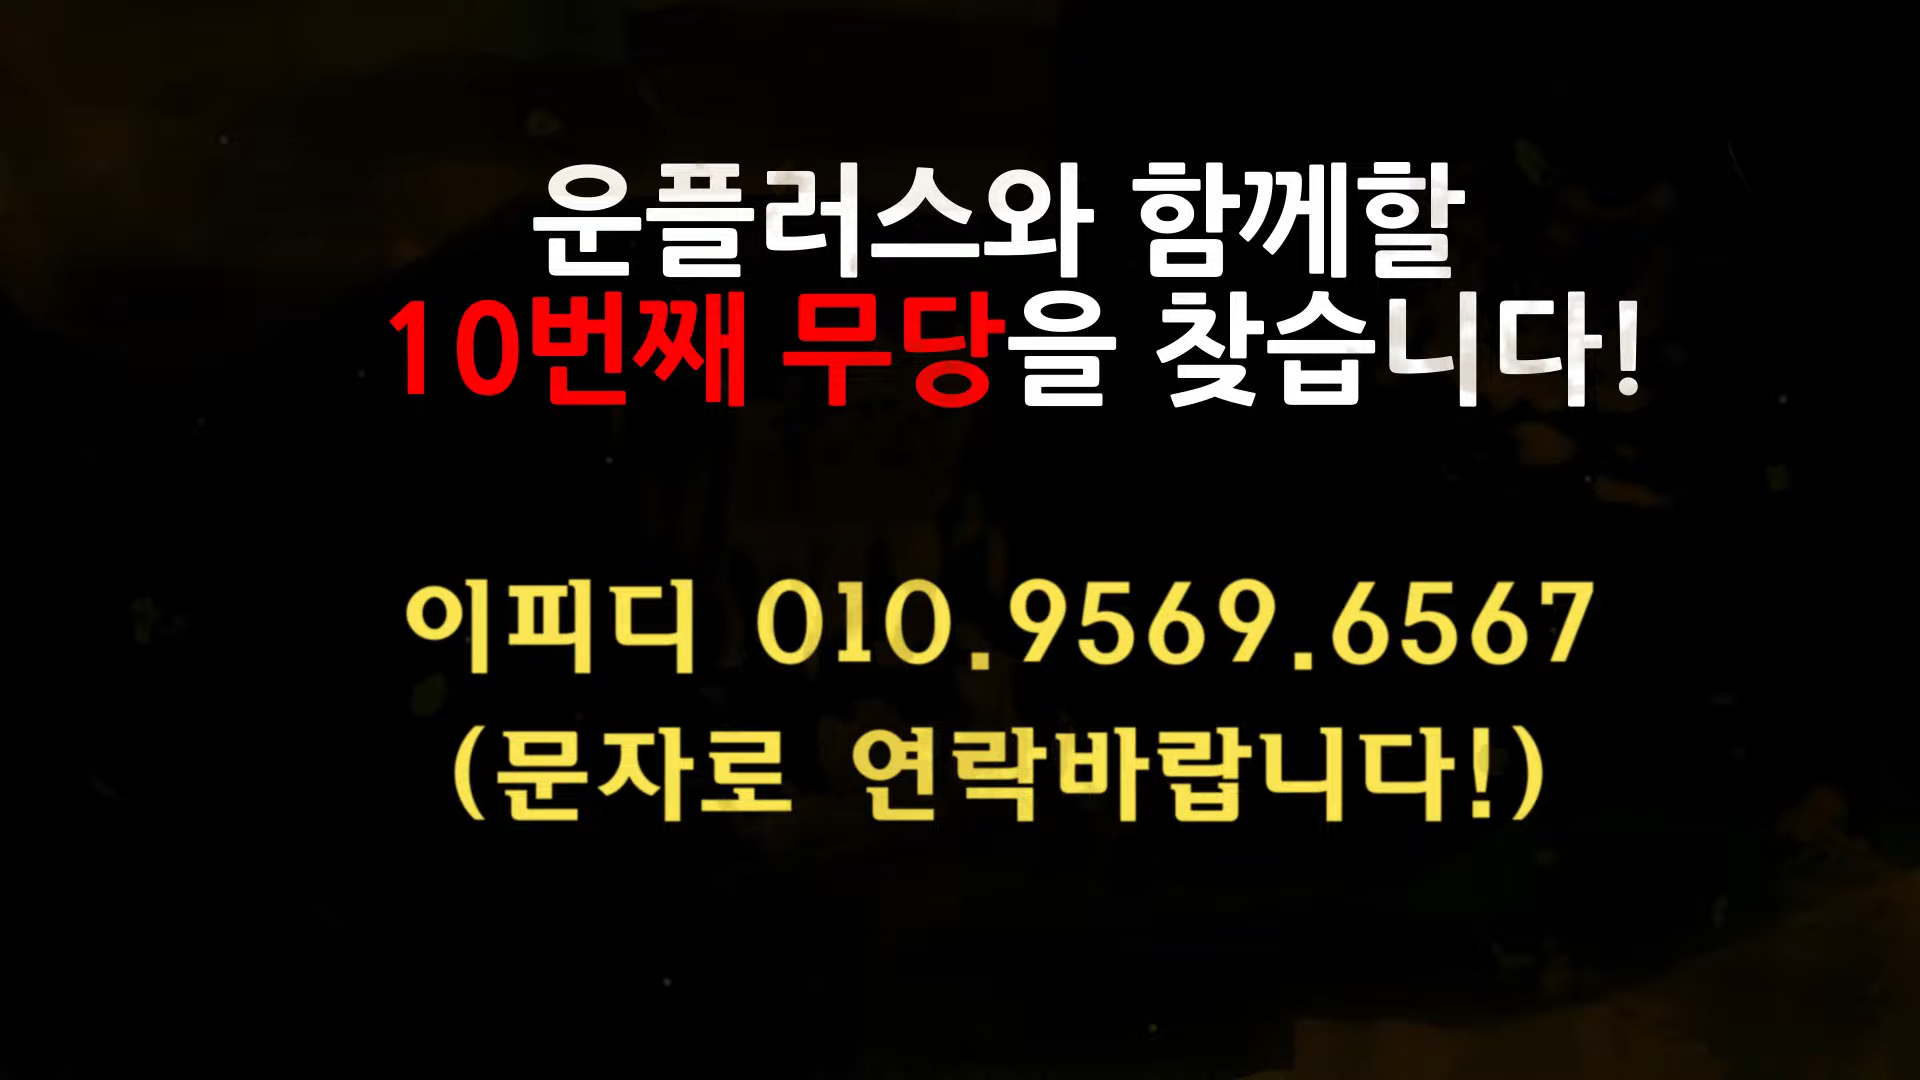 운플러스와 함께할
10번째 무당을 찾습니다!
이피디 010.9569.6567
(문자로 연락바랍니다!)